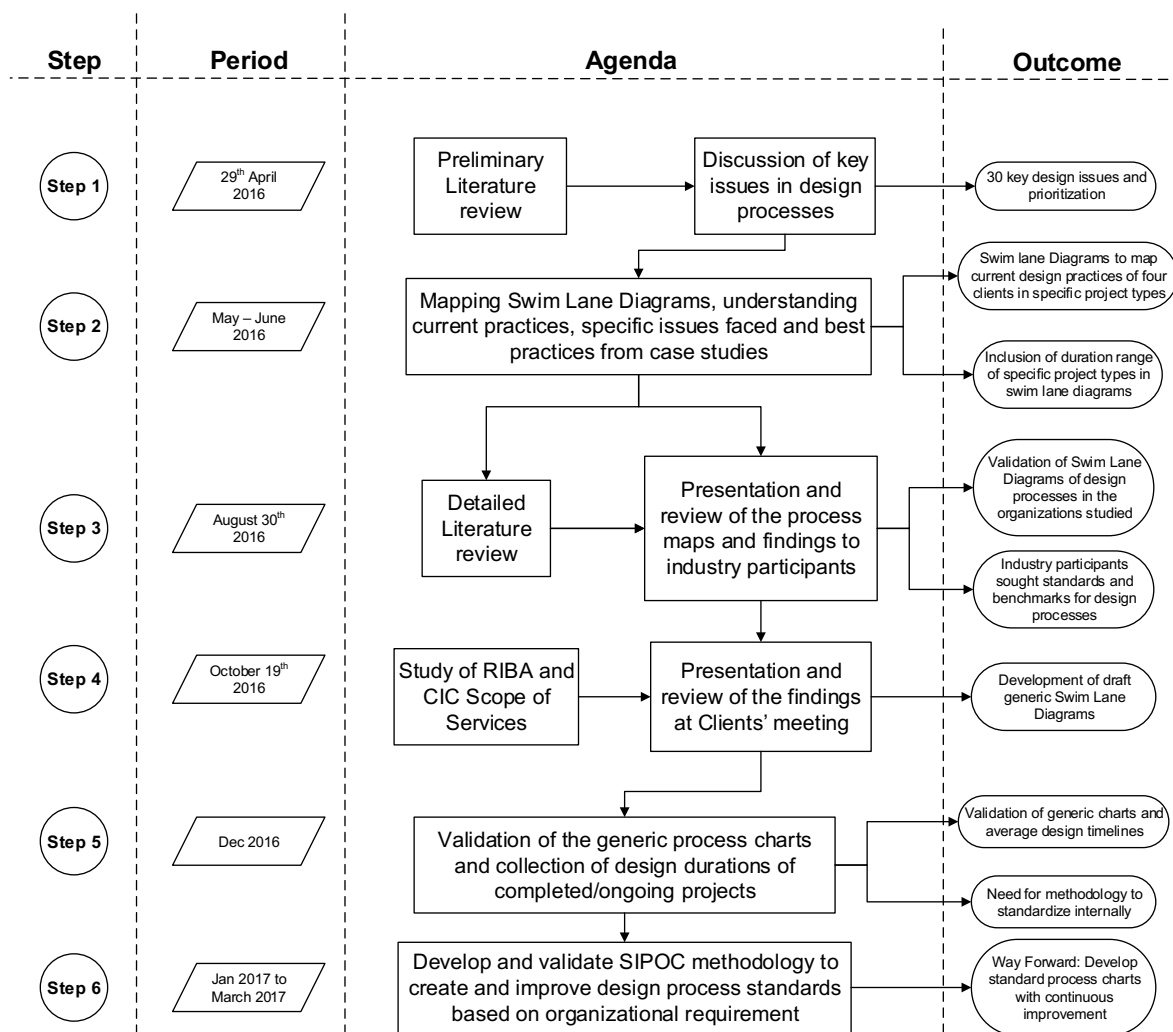 Step
Period
Agenda
Outcome
Step 1
29th April
2016
Preliminary
Literature
review
Discussion of key
issues in design
processes
30 key design issues and
prioritization
Step 2
May – June
2016
Mapping Swim Lane Diagrams, understanding
current practices, specific issues faced and best
practices from case studies
Swim lane Diagrams to map
current design practices of four
clients in specific project types
Inclusion of duration range
of specific project types in
swim lane diagrams
Step 3
August 30th
2016
Detailed
Literature
review
Presentation and
review of the process
maps and findings to
industry participants
Validation of Swim Lane
Diagrams of design
processes in the
organizations studied
Industry participants
sought standards and
benchmarks for design
processes
Step 4
October 19th
2016
Study of RIBA and
CIC Scope of
Services
Presentation and
review of the findings
at Clients’ meeting
Development of draft
generic Swim Lane
Diagrams
Step 5
Dec 2016
Validation of the generic process charts
and collection of design durations of
completed/ongoing projects
Validation of generic charts and
average design timelines
Need for methodology to
standardize internally
Step 6
Jan 2017 to
March 2017
Develop and validate SIPOC methodology to
create and improve design process standards
based on organizational requirement
Way Forward: Develop
standard process charts
with continuous
improvement